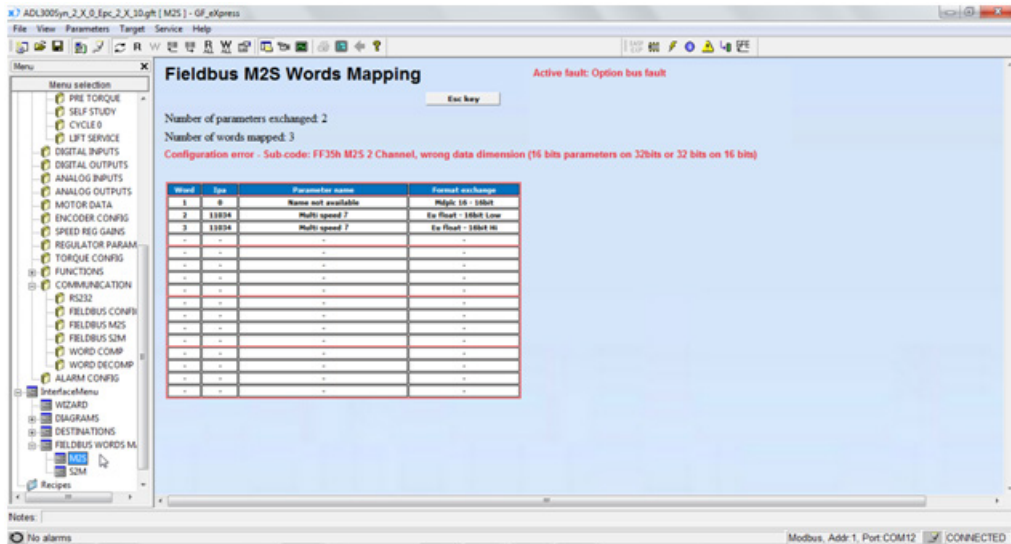 ADL300Syn_2_X_0_Epc_2_X_10.gft [ M2S ] - GF_eXpress
File View Parameters Target Service Help
Menu
Menu selection
PRE TORQUE
SELF STUDY
CYCLE 0
LIFT SERVICE
DIGITAL INPUTS
DIGITAL OUTPUTS
ANALOG INPUTS
ANALOG OUTPUTS
MOTOR DATA
ENCODER CONFIG
SPEED REG GAINS
REGULATOR PARAM
TORQUE CONFIG
FUNCTIONS
COMMUNICATION
RS232
FIELDBUS CONFI
FIELDBUS M2S
FIELDBUS S2M
WORD COMP
WORD DECOMP
ALARM CONFIG
InterfaceMenu
WIZARD
DIAGRAMS
DESTINATIONS
FIELDBUS WORDS M
M2S
S2M
Recipes
Fieldbus M2S Words Mapping
Active fault: Option bus fault
Esc key
Number of parameters exchanged: 2
Number of words mapped: 3
Configuration error - Sub-code: FF35h M2S 2 Channel, wrong data dimension (16 bits parameters on 32bits or 32 bits on 16 bits)
Word Ipa Parameter name Format exchange
1 0 Name not available Mdplc 16 - 16bit
2 11034 Multi speed 7 Eu float - 16bit Low
3 11034 Multi speed 7 Eu float - 16bit Hi
- - - -
- - - -
- - - -
- - - -
- - - -
- - - -
- - - -
- - - -
- - - -
- - - -
- - - -
- - - -
- - - -
Notes:
No alarms
Modbus, Addr:1, Port:COM12 CONNECTED